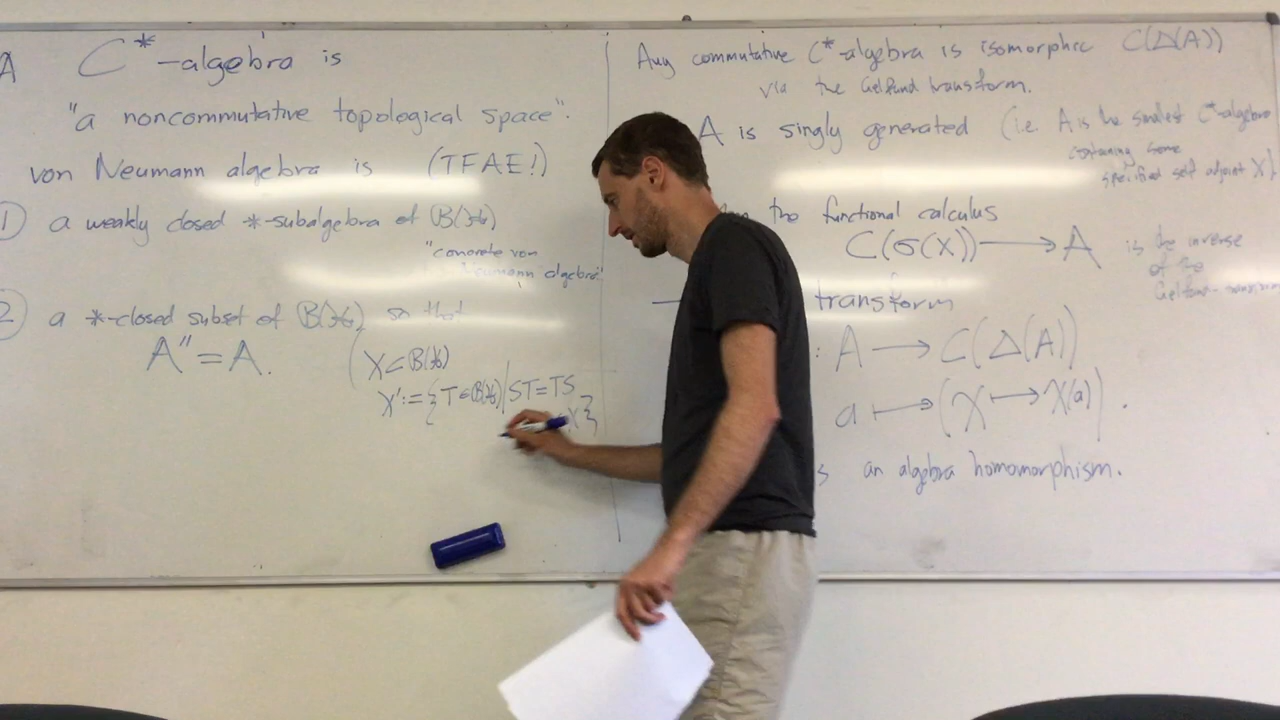 A C*-algebra is
"a noncommutative topological space".
von Neumann algebra is (TFAE!)
① a weakly closed *-subalgebra of B(ℋ)
"concrete von
Neumann algebra"
② a *-closed subset of B(ℋ) so that
A'' = A.
(X ⊂ B(ℋ)
X' := {T ∈ B(ℋ) | ST = TS
X}
Any commutative C*-algebra is isomorphic C(Δ(A))
via the Gelfand transform.
A is singly generated (i.e. A is the smallest C*-algebra
containing some
specified self adjoint X)
the functional calculus
C(σ(X)) → A is the inverse
of the
Gelfand-transform
transform
: A → C(Δ(A))
a ↦ (χ ↦ χ(a)).
an algebra homomorphism.